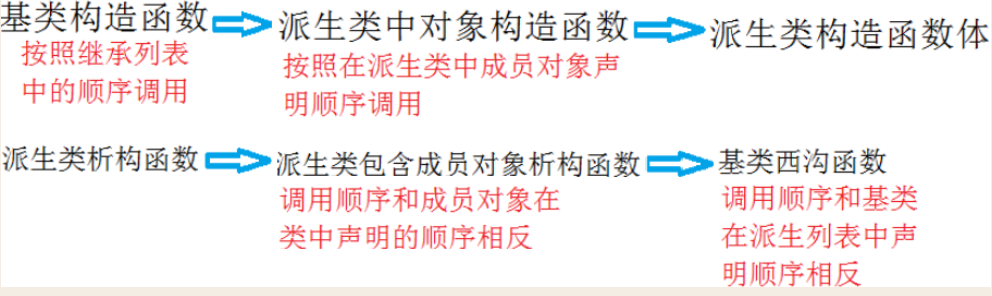 基类构造函数
按照继承列表
中的顺序调用
派生类中对象构造函数
按照在派生类中成员对象声
明顺序调用
派生类构造函数体
派生类析构函数
派生类包含成员对象析构函数
调用顺序和成员对象在
类中声明的顺序相反
基类西沟函数
调用顺序和基类
在派生列表中声
明顺序相反